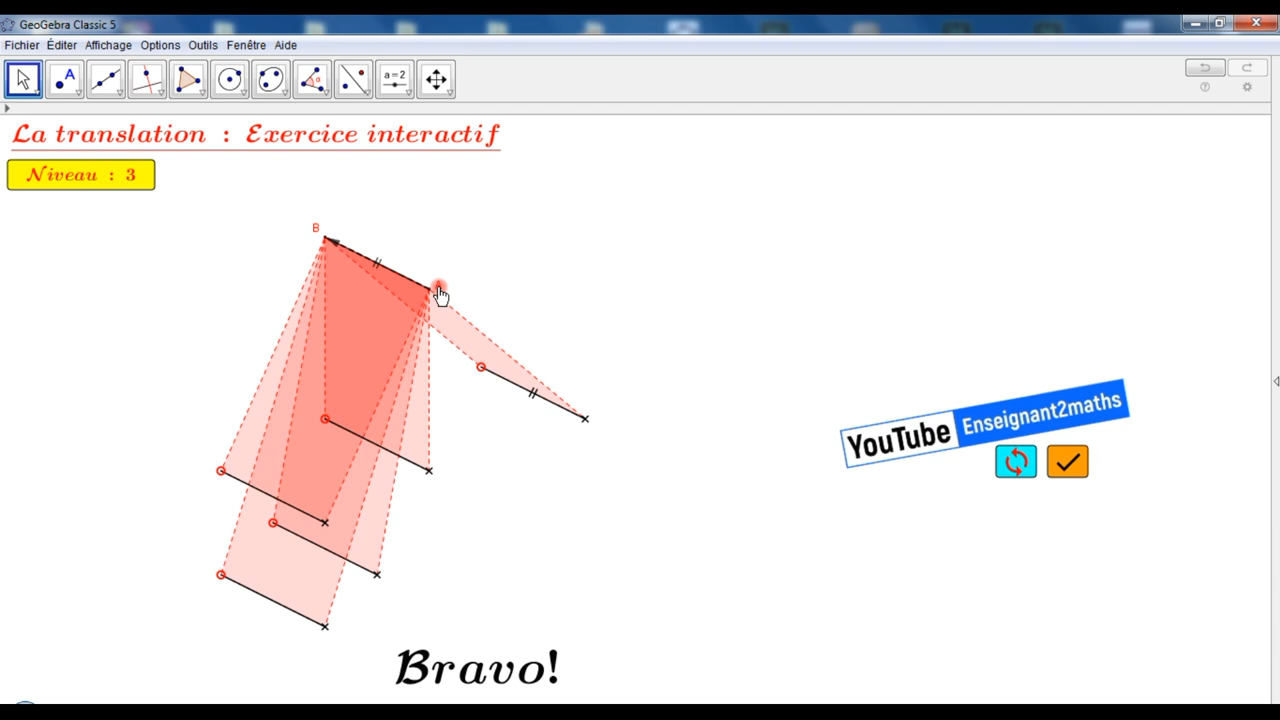 GeoGebra Classic 5
Fichier Éditer Affichage Options Outils Fenêtre Aide
A
a = 2
La translation : Exercice interactif
Niveau : 3
B
YouTube Enseignant2maths
Bravo!